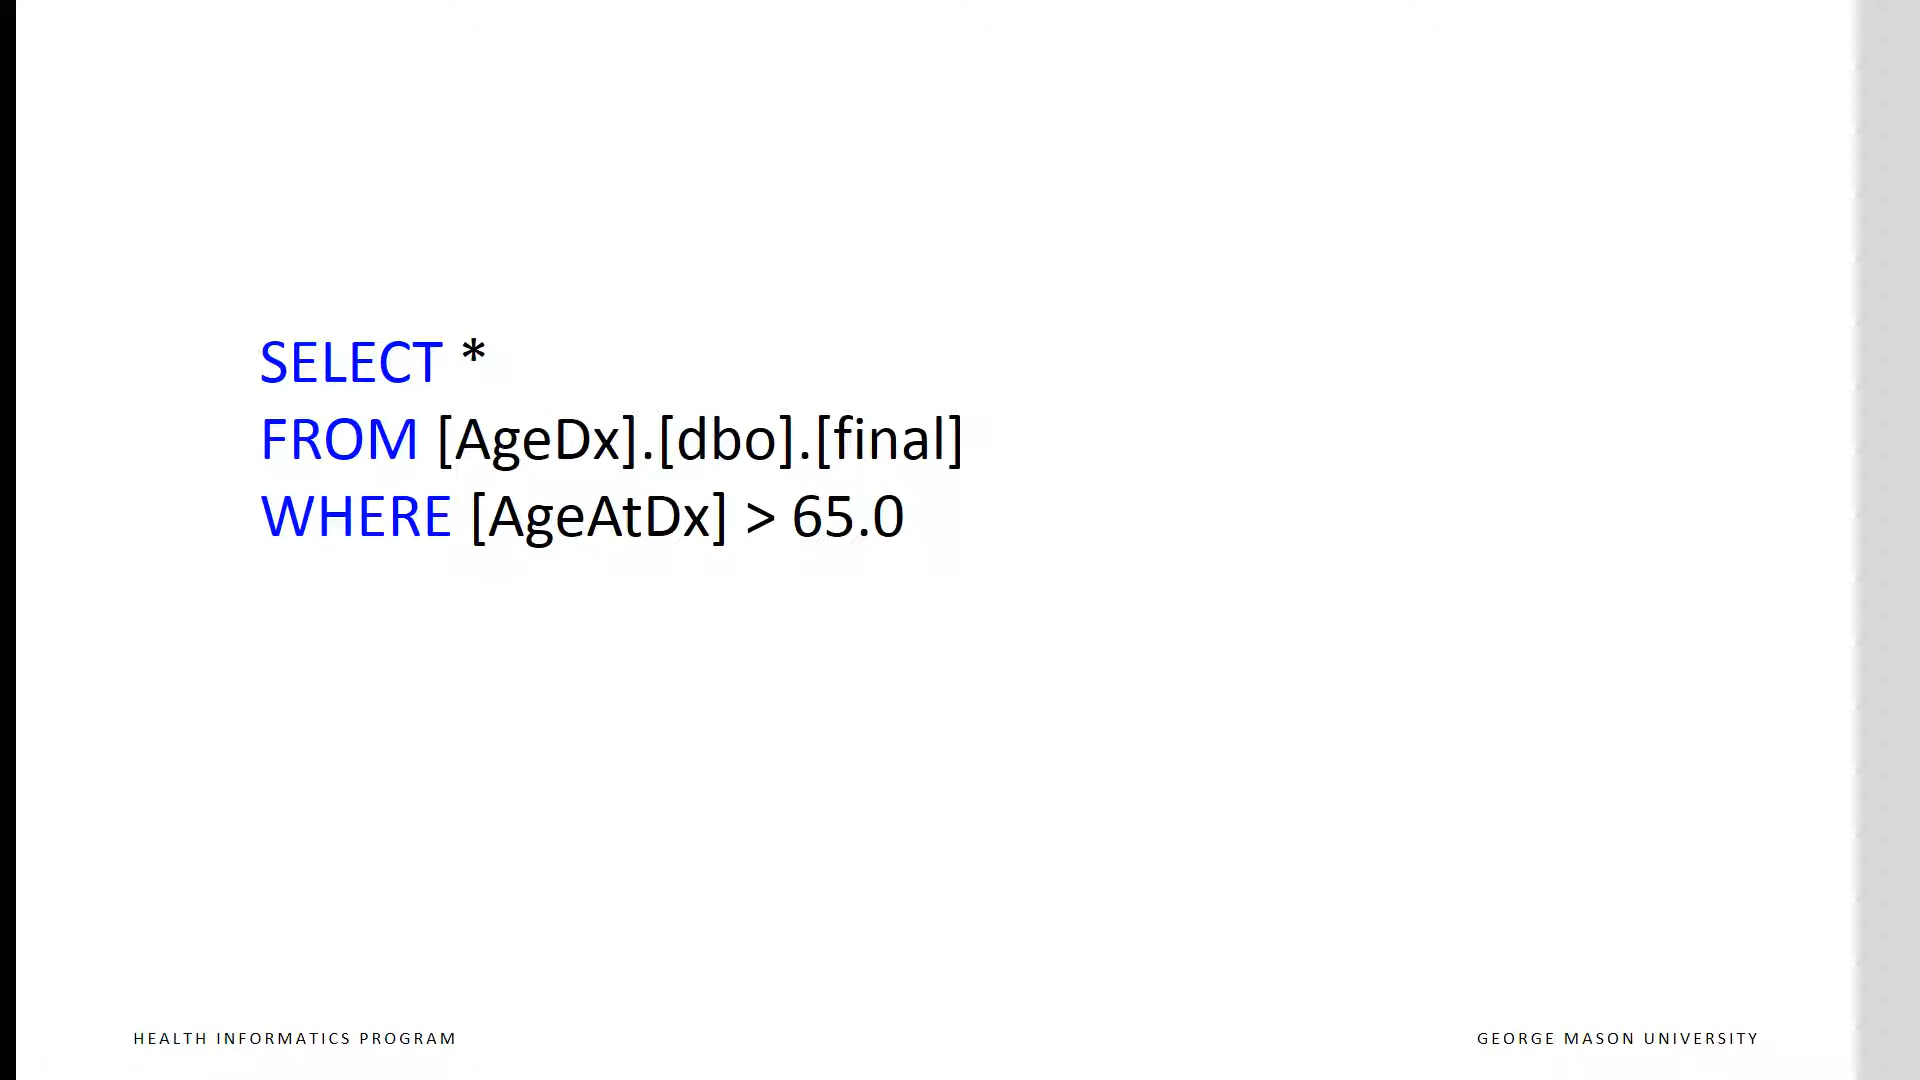 SELECT *
FROM [AgeDx].[dbo].[final]
WHERE [AgeAtDx] > 65.0
HEALTH INFORMATICS PROGRAM
GEORGE MASON UNIVERSITY